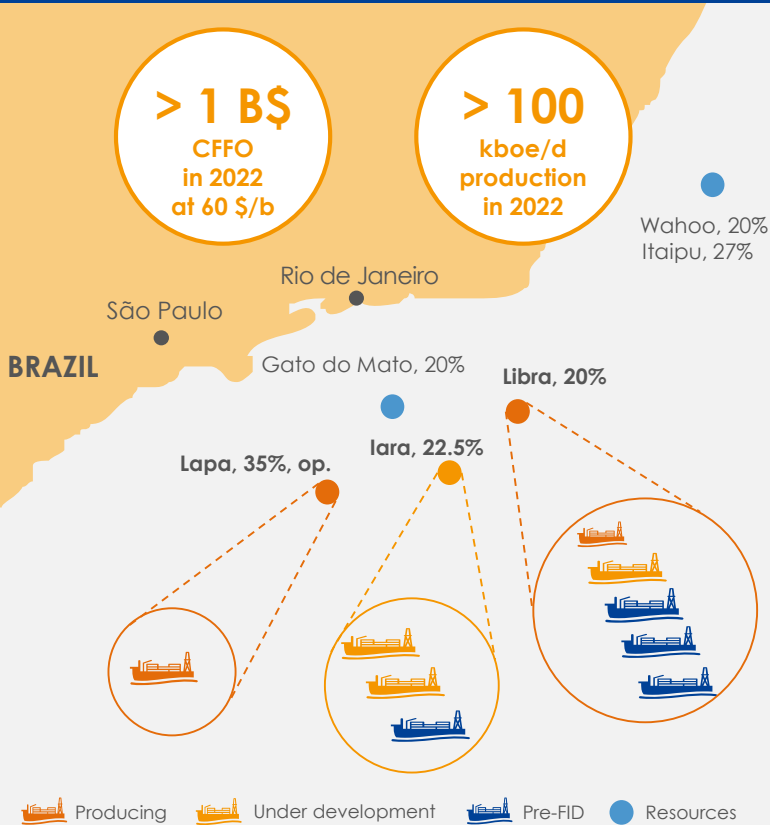 > 1 B$
CFFO
in 2022
at 60 $/b
> 100
kboe/d
production
in 2022
Wahoo, 20%
Itaipu, 27%
Rio de Janeiro
São Paulo
BRAZIL
Gato do Mato, 20%
Libra, 20%
Iara, 22.5%
Lapa, 35%, op.
Producing
Under development
Pre-FID
Resources